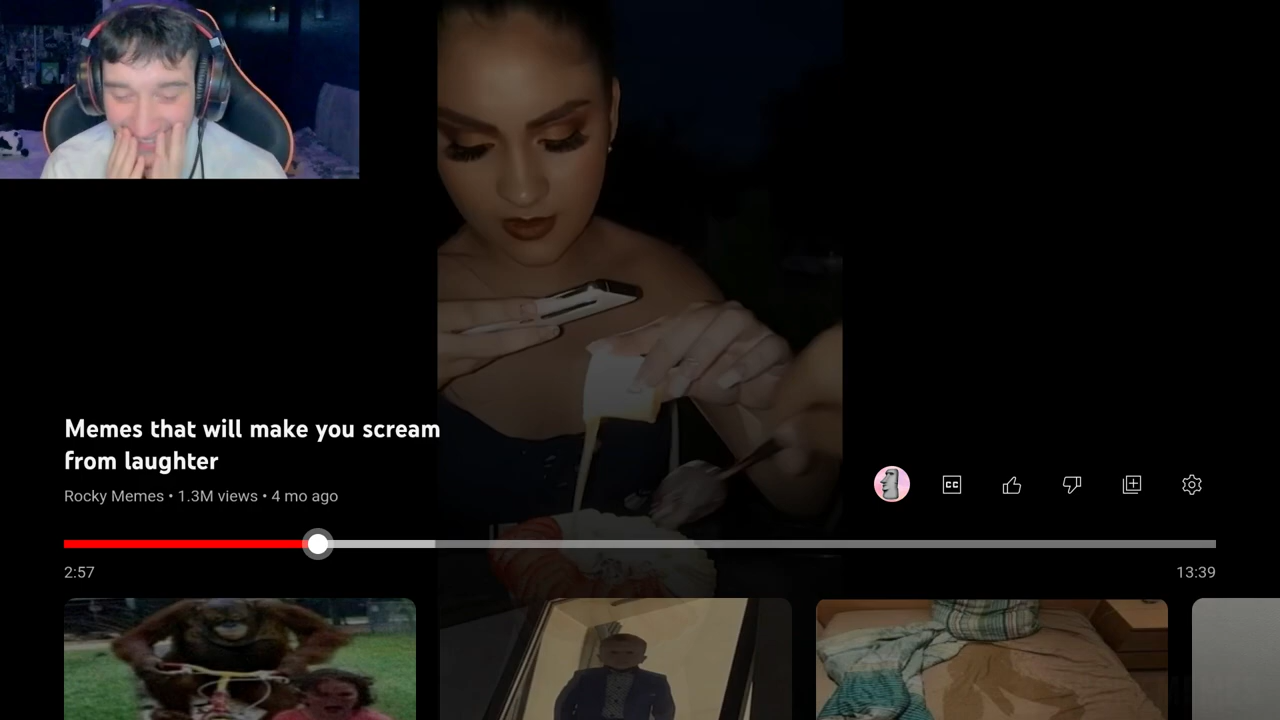 Memes that will make you scream
from laughter
Rocky Memes • 1.3M views • 4 mo ago
CC
2:57
13:39